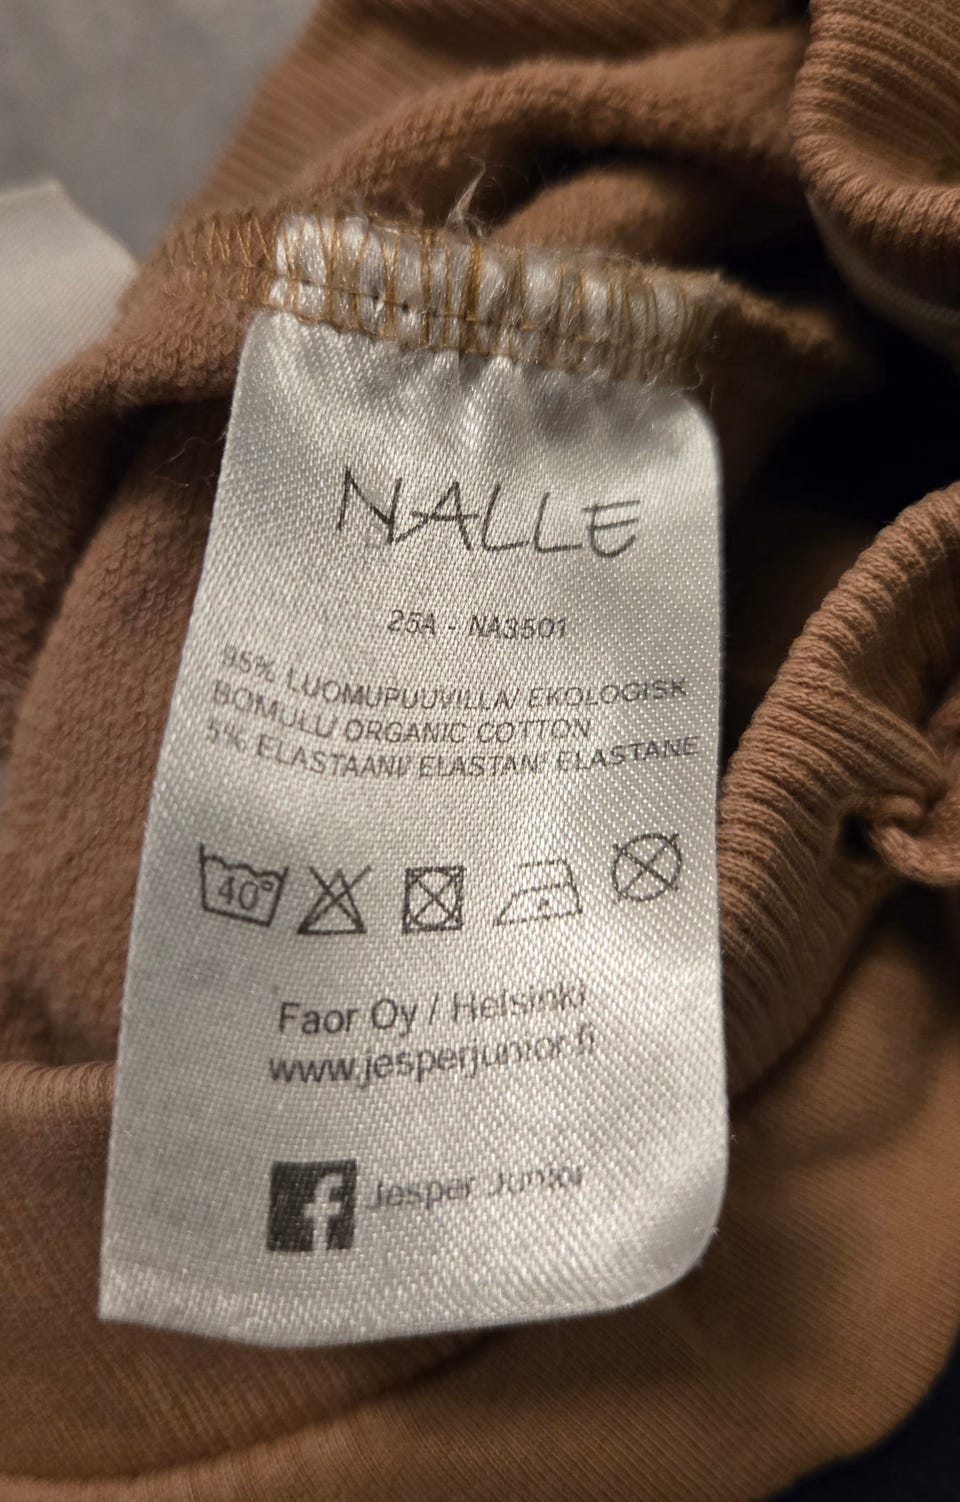 NALLE
25A - NA3501
95% LUOMUPUUVILLA/ EKOLOGISK
BOMULL/ ORGANIC COTTON
5% ELASTAANI/ ELASTAN/ ELASTANE
40°
Faor Oy / Helsinki
www.jesperjunior.fi
f Jesper Junior